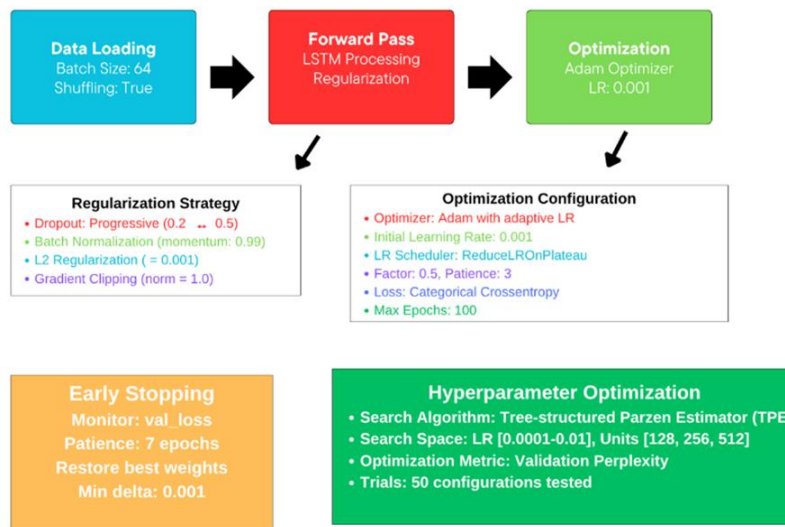 Data Loading
Batch Size: 64
Shuffling: True
Forward Pass
LSTM Processing
Regularization
Optimization
Adam Optimizer
LR: 0.001
Regularization Strategy
• Dropout: Progressive (0.2 ↔ 0.5)
• Batch Normalization (momentum: 0.99)
• L2 Regularization ( = 0.001)
• Gradient Clipping (norm = 1.0)
Optimization Configuration
• Optimizer: Adam with adaptive LR
• Initial Learning Rate: 0.001
• LR Scheduler: ReduceLROnPlateau
• Factor: 0.5, Patience: 3
• Loss: Categorical Crossentropy
• Max Epochs: 100
Early Stopping
Monitor: val_loss
Patience: 7 epochs
Restore best weights
Min delta: 0.001
Hyperparameter Optimization
• Search Algorithm: Tree-structured Parzen Estimator (TPE
• Search Space: LR [0.0001-0.01], Units [128, 256, 512]
• Optimization Metric: Validation Perplexity
• Trials: 50 configurations tested